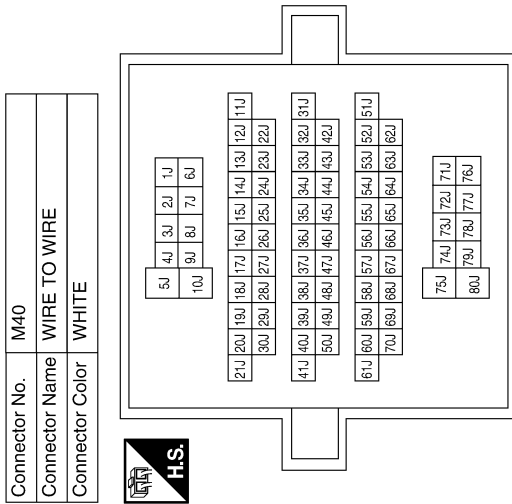 Connector No. M40
Connector Name WIRE TO WIRE
Connector Color WHITE
H.S.
5J 4J 3J 2J 1J
10J 9J 8J 7J 6J
21J 20J 19J 18J 17J 16J 15J 14J 13J 12J 11J
30J 29J 28J 27J 26J 25J 24J 23J 22J
41J 40J 39J 38J 37J 36J 35J 34J 33J 32J 31J
50J 49J 48J 47J 46J 45J 44J 43J 42J
61J 60J 59J 58J 57J 56J 55J 54J 53J 52J 51J
70J 69J 68J 67J 66J 65J 64J 63J 62J
75J 74J 73J 72J 71J
80J 79J 78J 77J 76J